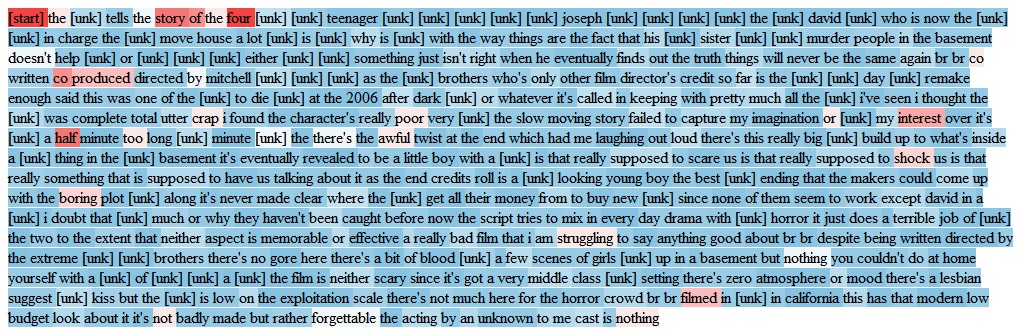 [start] the [unk] tells the story of the four [unk] [unk] teenager [unk] [unk] [unk] [unk] [unk] joseph [unk] [unk] [unk] [unk] the [unk] david [unk] who is now the [unk]
[unk] in charge the [unk] move house a lot [unk] is [unk] why is [unk] with the way things are the fact that his [unk] sister [unk] [unk] murder people in the basement
doesn't help [unk] or [unk] [unk] [unk] either [unk] [unk] something just isn't right when he eventually finds out the truth things will never be the same again br br co
written co produced directed by mitchell [unk] [unk] [unk] as the [unk] brothers who's only other film director's credit so far is the [unk] [unk] day [unk] remake
enough said this was one of the [unk] to die [unk] at the 2006 after dark [unk] or whatever it's called in keeping with pretty much all the [unk] i've seen i thought the
[unk] was complete total utter crap i found the character's really poor very [unk] the slow moving story failed to capture my imagination or [unk] my interest over it's
[unk] a half minute too long [unk] minute [unk] the there's the awful twist at the end which had me laughing out loud there's this really big [unk] build up to what's inside
a [unk] thing in the [unk] basement it's eventually revealed to be a little boy with a [unk] is that really supposed to scare us is that really supposed to shock us is that
really something that is supposed to have us talking about it as the end credits roll is a [unk] looking young boy the best [unk] ending that the makers could come up
with the boring plot [unk] along it's never made clear where the [unk] get all their money from to buy new [unk] since none of them seem to work except david in a
[unk] i doubt that [unk] much or why they haven't been caught before now the script tries to mix in every day drama with [unk] horror it just does a terrible job of [unk]
the two to the extent that neither aspect is memorable or effective a really bad film that i am struggling to say anything good about br br despite being written directed by
the extreme [unk] brothers there's no gore here there's a bit of blood [unk] a few scenes of girls [unk] up in a basement but nothing you couldn't do at home
yourself with a [unk] of [unk] [unk] a [unk] the film is neither scary since it's got a very middle class [unk] setting there's zero atmosphere or mood there's a lesbian
suggest [unk] kiss but the [unk] is low on the exploitation scale there's not much here for the horror crowd br br filmed in [unk] in california this has that modern low
budget look about it it's not badly made but rather forgettable the acting by an unknown to me cast is nothing